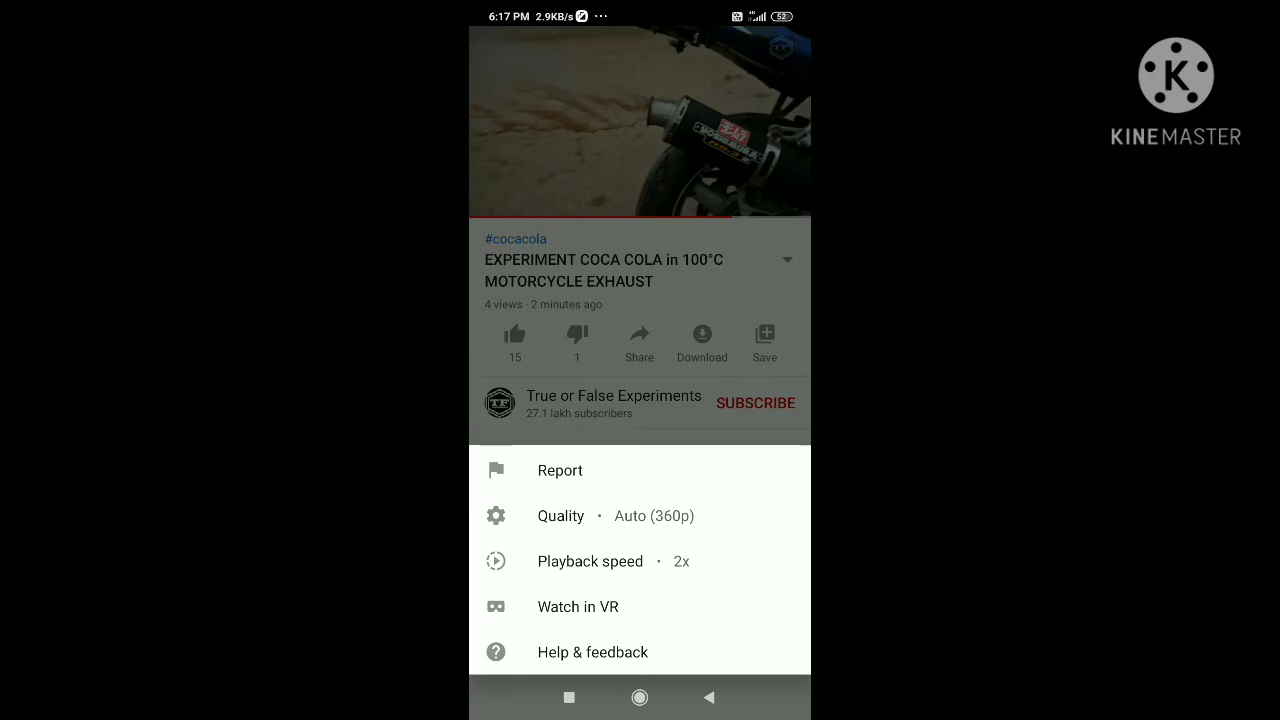 6:17 PM 2.9KB/s ...
52
KINEMASTER
YOSHIMURA
#cocacola
EXPERIMENT COCA COLA in 100°C
MOTORCYCLE EXHAUST
4 views · 2 minutes ago
15
1
Share
Download
Save
TF
True or False Experiments
27.1 lakh subscribers
SUBSCRIBE
Report
Quality · Auto (360p)
Playback speed · 2x
Watch in VR
Help & feedback